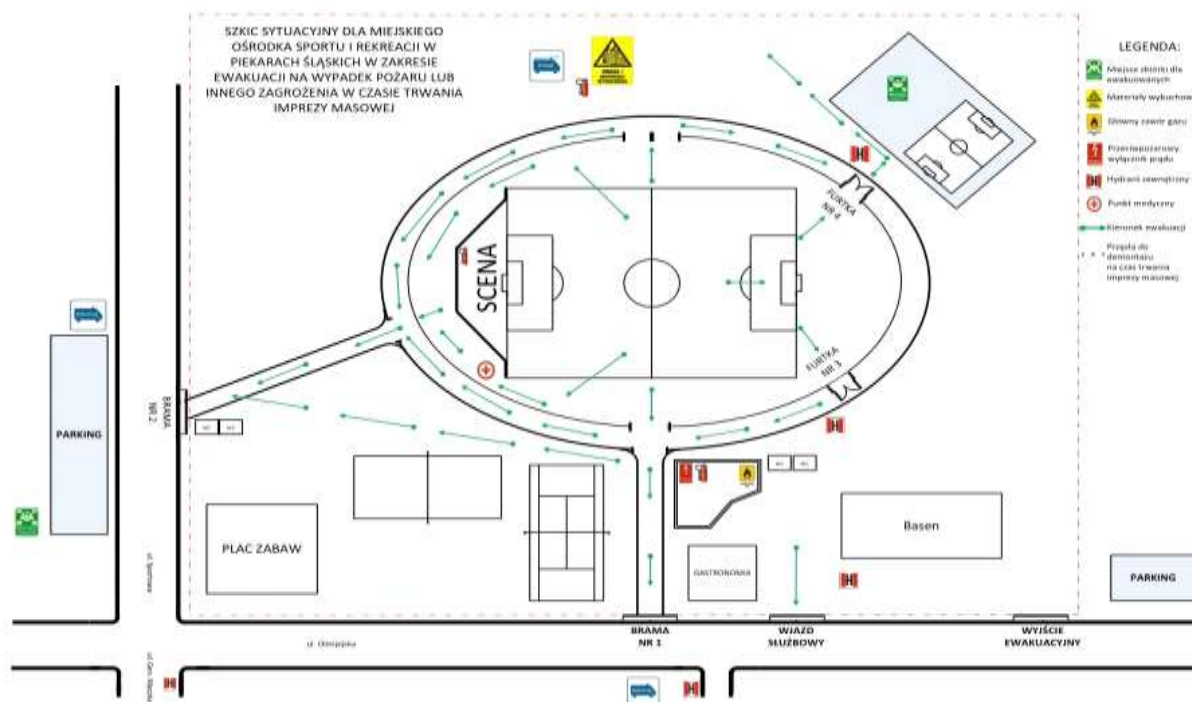 SZKIC SYTUACYJNY DLA MIEJSKIEGO
OŚRODKA SPORTU I REKREACJI W
PIEKARACH ŚLĄSKICH W ZAKRESIE
EWAKUACJI NA WYPADEK POŻARU LUB
INNEGO ZAGROŻENIA W CZASIE TRWANIA
IMPREZY MASOWEJ
LEGENDA:
Miejsce zbiórki dla
ewakuowanych
Materiały wybuchowe
Główny zawór gazu
Przeciwpożarowy
wyłącznik prądu
Hydrant zewnętrzny
Punkt medyczny
Kierunek ewakuacji
Przęsła do
demontażu
na czas trwania
imprezy masowej
FURTKA
NR 4
SCENA
FURTKA
NR 3
BRAMA
NR 2
PARKING
PLAC ZABAW
GASTRONOMIA
Basen
PARKING
ul. Sportowa
BRAMA
NR 1
WJAZD
SŁUŻBOWY
WYJŚCIE
EWAKUACYJNY
ul. Olimpijska